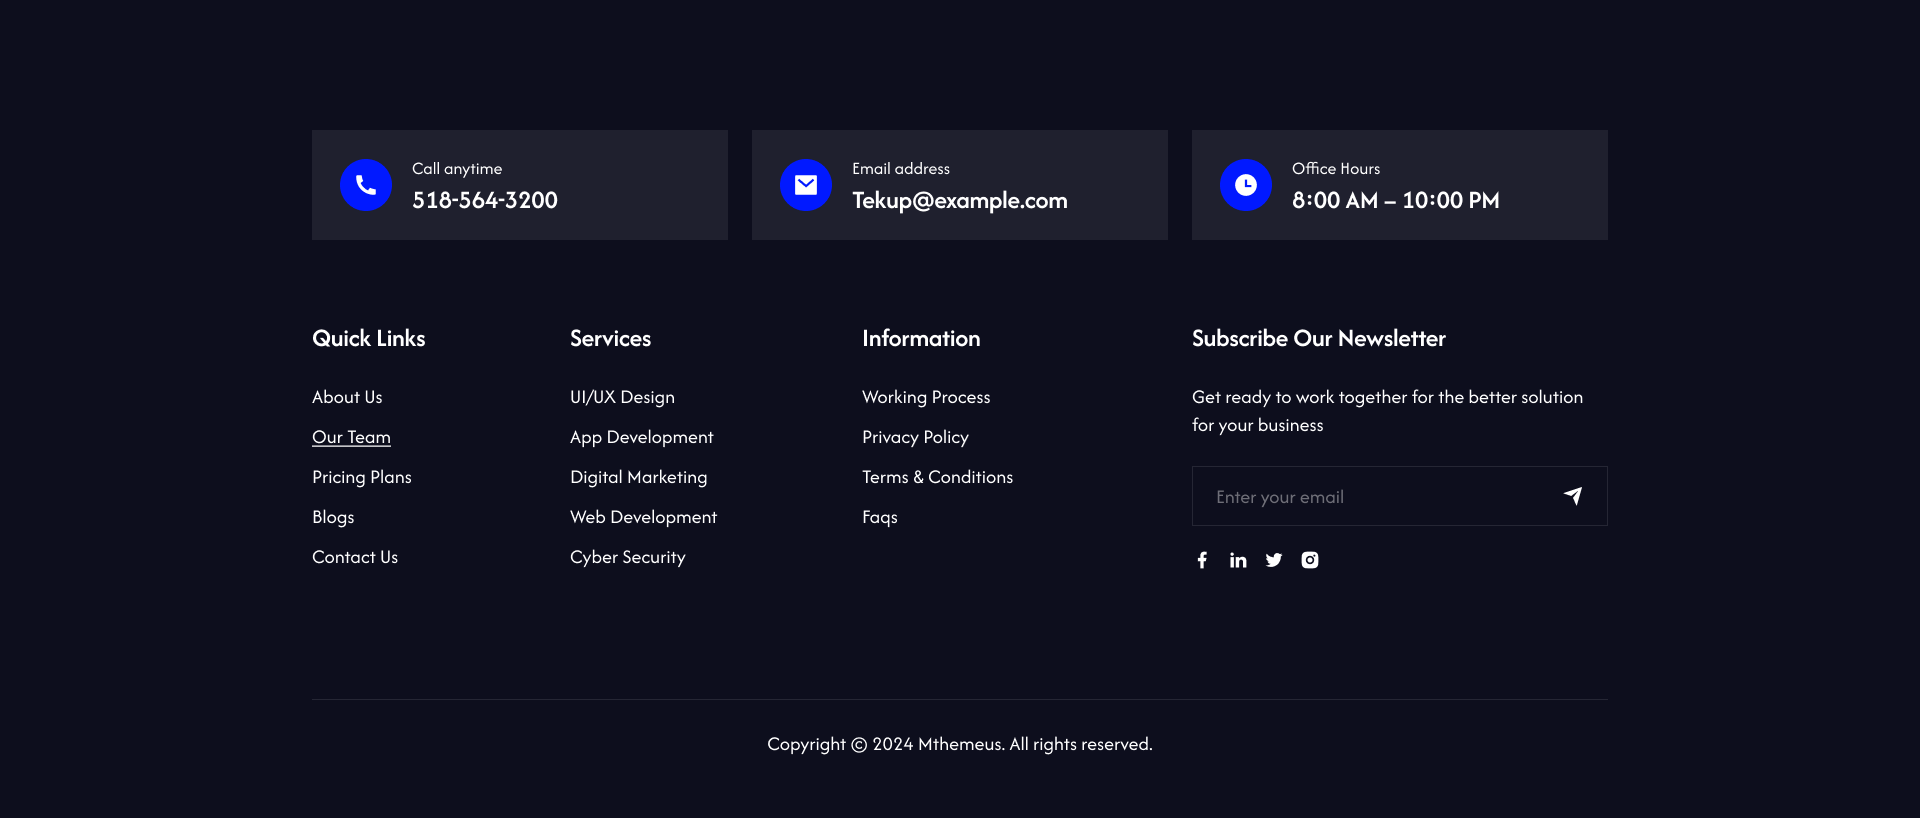 Call anytime
518-564-3200
Email address
Tekup@example.com
Office Hours
8:00 AM – 10:00 PM
Quick Links
About Us
Our Team
Pricing Plans
Blogs
Contact Us
Services
UI/UX Design
App Development
Digital Marketing
Web Development
Cyber Security
Information
Working Process
Privacy Policy
Terms & Conditions
Faqs
Subscribe Our Newsletter
Get ready to work together for the better solution
for your business
Enter your email
Copyright © 2024 Mthemeus. All rights reserved.